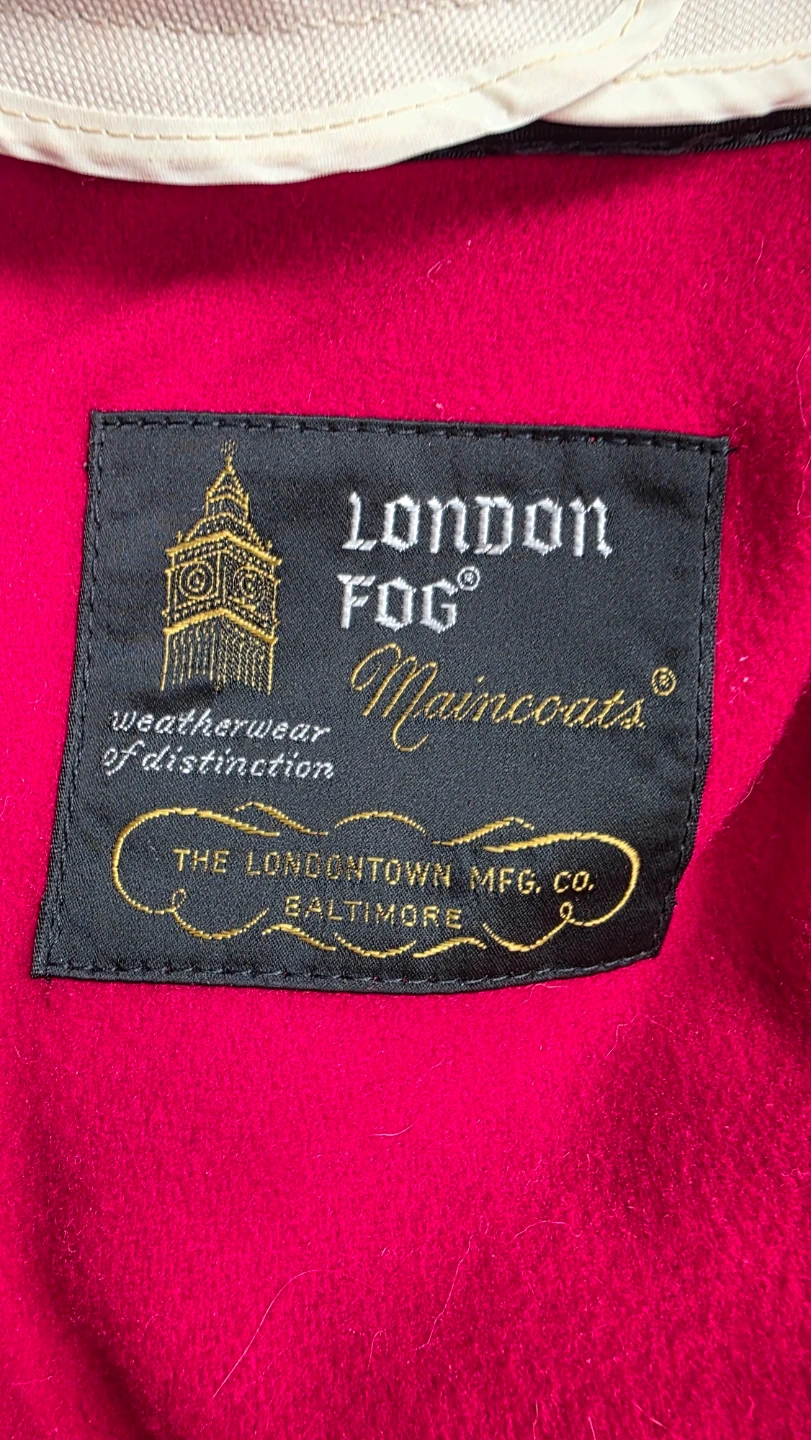 LONDON
FOG®
Maincoats®
weatherwear
of distinction
THE LONDONTOWN MFG. CO.
BALTIMORE